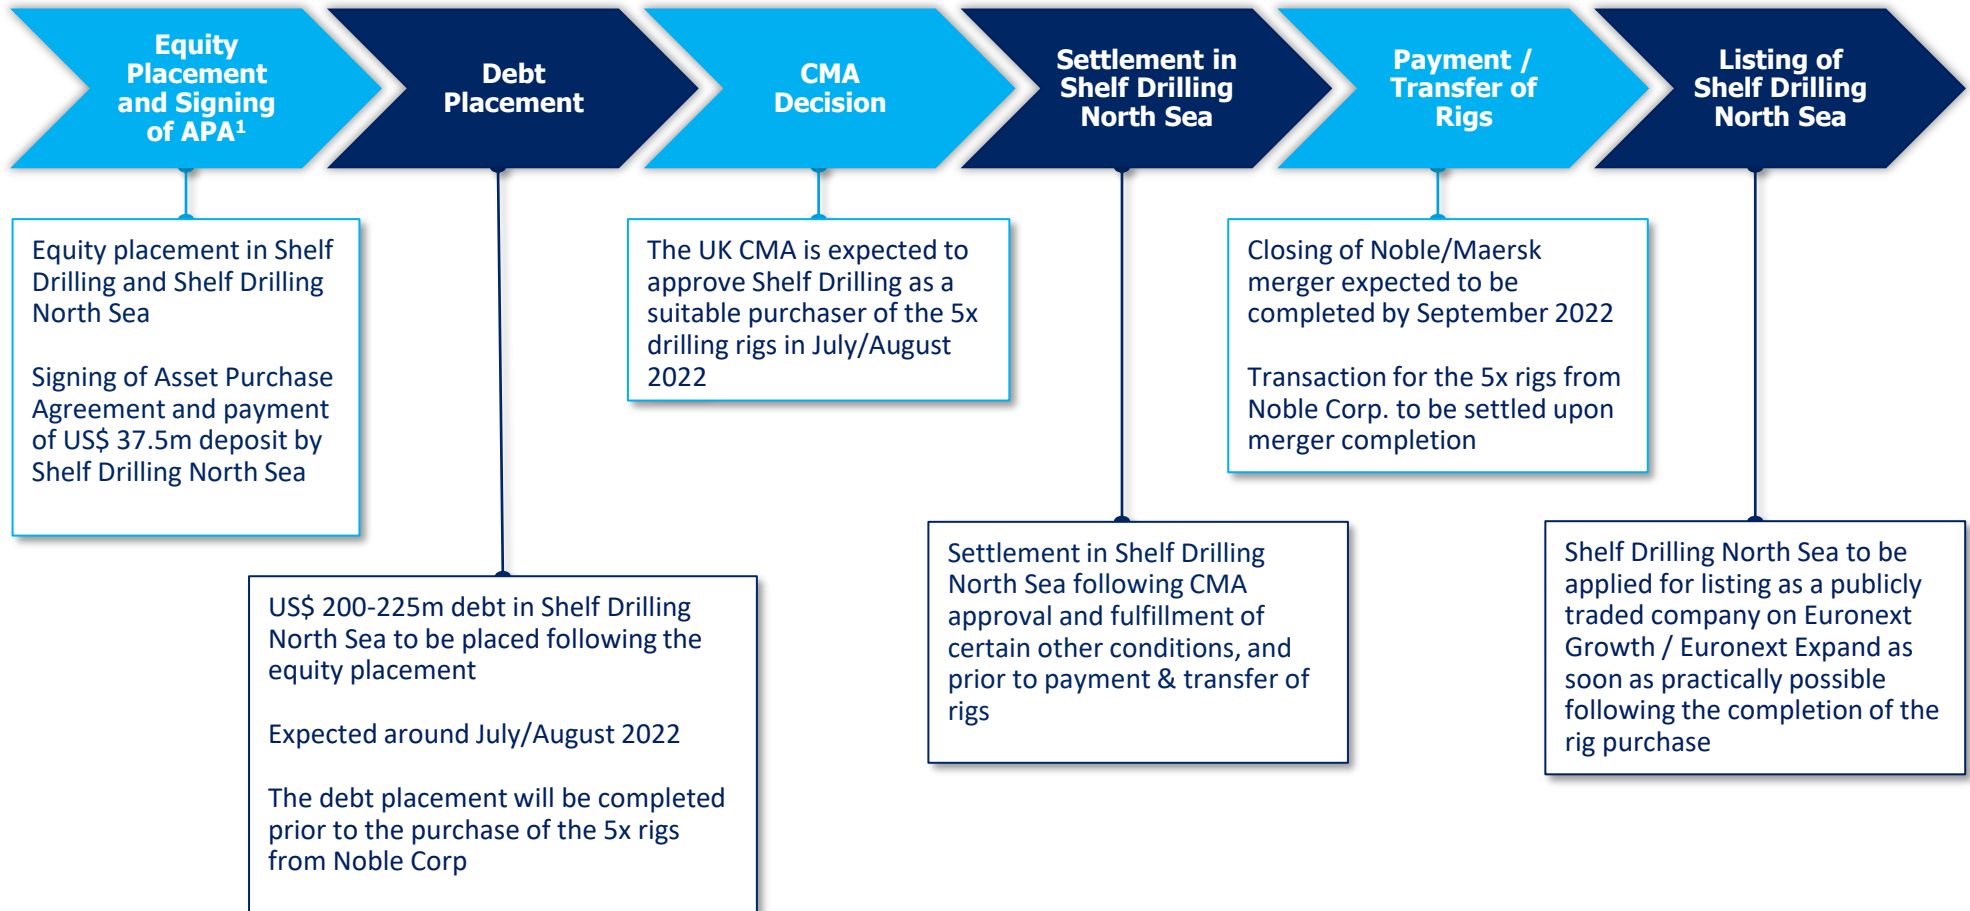 Equity
Placement
and Signing
of APA1
Debt
Placement
CMA
Decision
Settlement in
Shelf Drilling
North Sea
Payment /
Transfer of
Rigs
Listing of
Shelf Drilling
North Sea
Equity placement in Shelf
Drilling and Shelf Drilling
North Sea
Signing of Asset Purchase
Agreement and payment
of US$ 37.5m deposit by
Shelf Drilling North Sea
US$ 200-225m debt in Shelf Drilling
North Sea to be placed following the
equity placement
Expected around July/August 2022
The debt placement will be completed
prior to the purchase of the 5x rigs
from Noble Corp
The UK CMA is expected to
approve Shelf Drilling as a
suitable purchaser of the 5x
drilling rigs in July/August
2022
Settlement in Shelf Drilling
North Sea following CMA
approval and fulfillment of
certain other conditions, and
prior to payment & transfer of
rigs
Closing of Noble/Maersk
merger expected to be
completed by September 2022
Transaction for the 5x rigs from
Noble Corp. to be settled upon
merger completion
Shelf Drilling North Sea to be
applied for listing as a publicly
traded company on Euronext
Growth / Euronext Expand as
soon as practically possible
following the completion of the
rig purchase